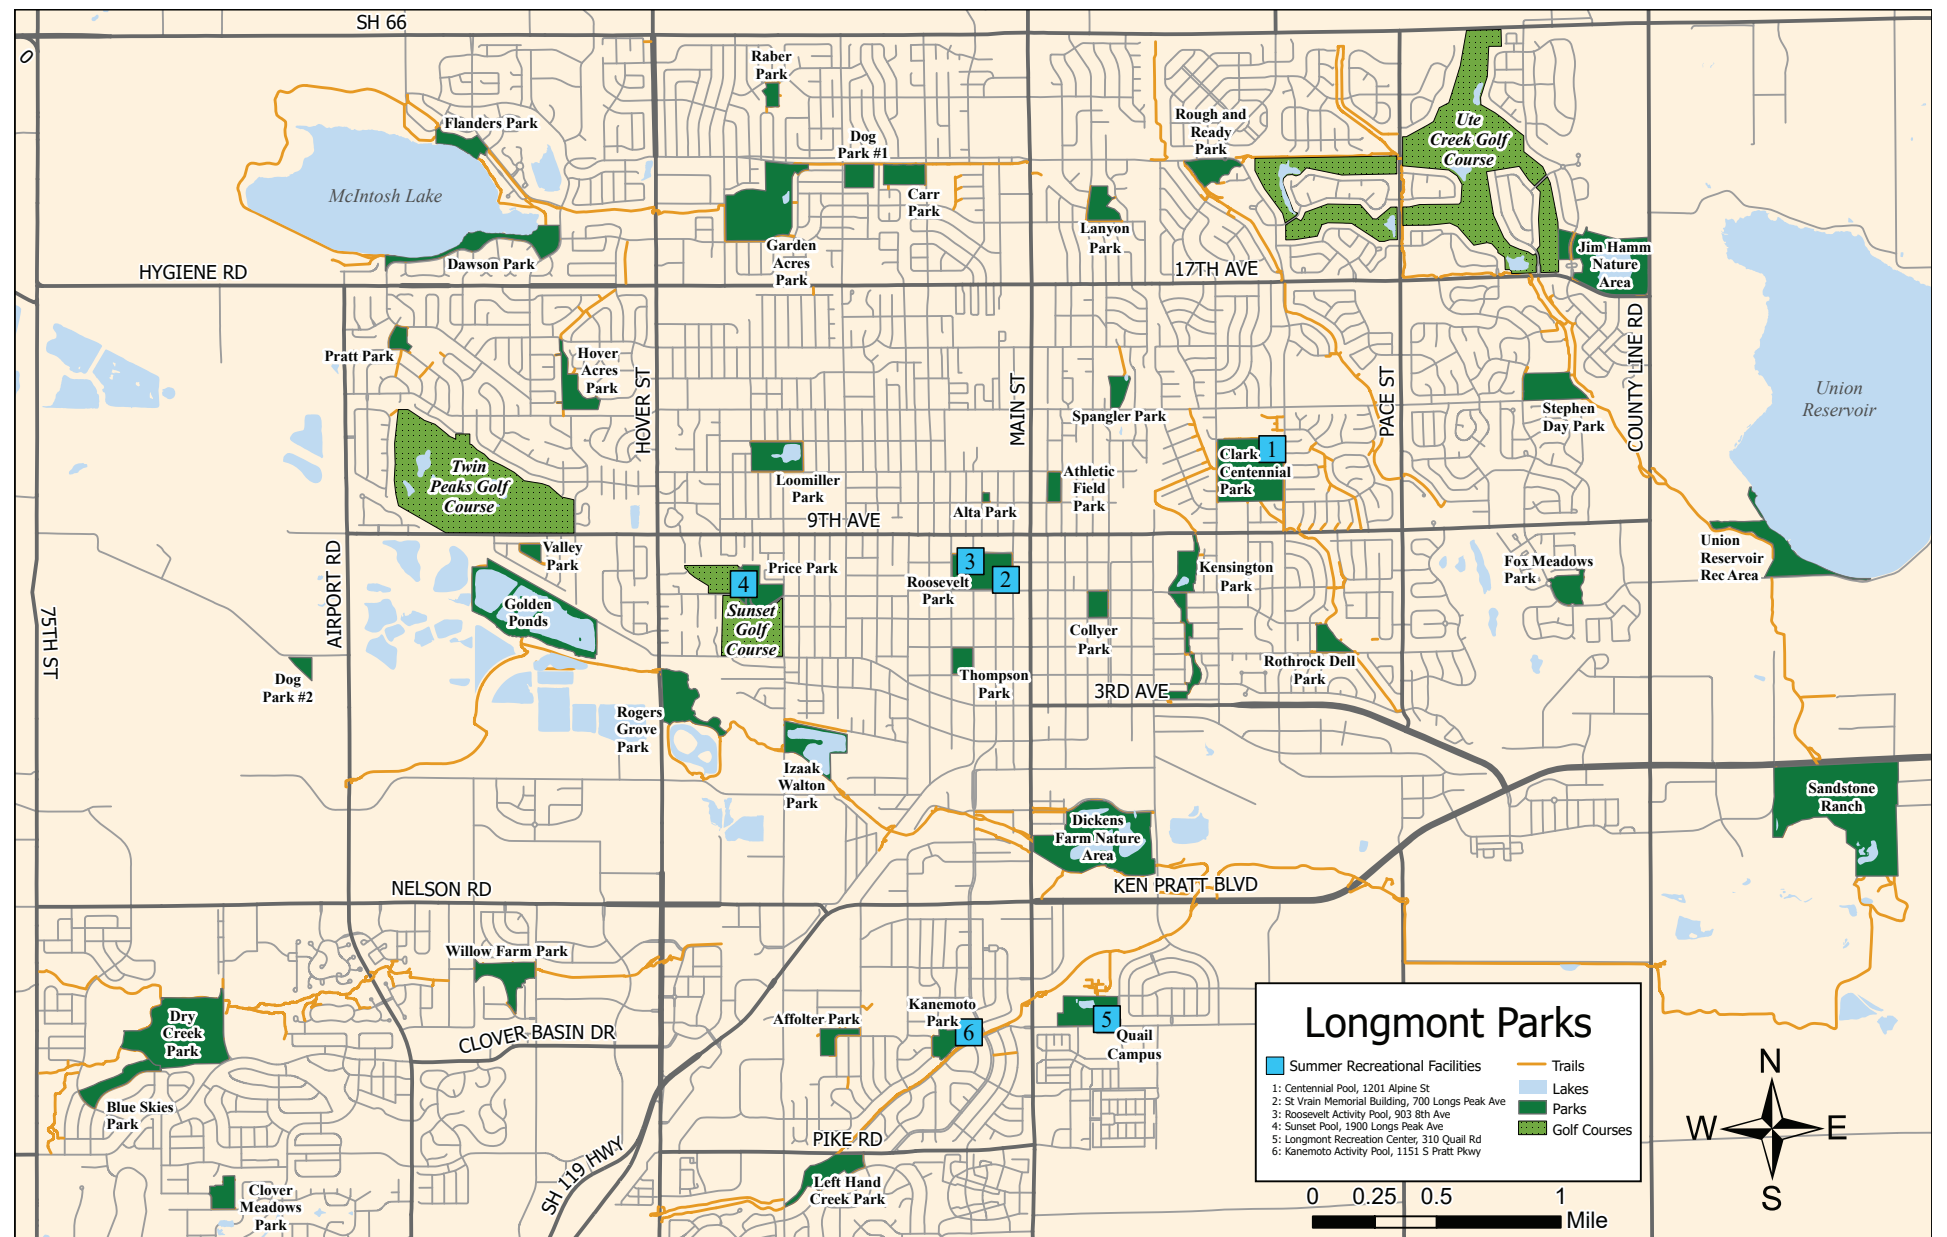 SH 66
0
Raber
Park
Flanders Park
Dog
Park #1
Rough and
Ready
Park
Ute
Creek Golf
Course
McIntosh Lake
Carr
Park
Lanyon
Park
Garden
Acres
Park
Dawson Park
HYGIENE RD
17TH AVE
Jim Hamm
Nature
Area
Pratt Park
Hover
Acres
Park
HOVER ST
MAIN ST
PACE ST
COUNTY LINE RD
Union
Reservoir
Spangler Park
Stephen
Day Park
Twin
Peaks Golf
Course
Loomiller
Park
Athletic
Field
Park
1
Clark
Centennial
Park
Alta Park
9TH AVE
AIRPORT RD
Valley
Park
Golden
Ponds
Price Park
4
Sunset
Golf
Course
3
2
Roosevelt
Park
Kensington
Park
Fox Meadows
Park
Union
Reservoir
Rec Area
75TH ST
Collyer
Park
Rothrock Dell
Park
Dog
Park #2
Thompson
Park
3RD AVE
Rogers
Grove
Park
Izaak
Walton
Park
Sandstone
Ranch
Dickens
Farm Nature
Area
NELSON RD
KEN PRATT BLVD
Willow Farm Park
Dry
Creek
Park
CLOVER BASIN DR
Affolter Park
Kanemoto
Park
6
5
Quail
Campus
Blue Skies
Park
PIKE RD
SH 119 HWY
Left Hand
Creek Park
Clover
Meadows
Park
Longmont Parks
Summer Recreational Facilities
1: Centennial Pool, 1201 Alpine St
2: St Vrain Memorial Building, 700 Longs Peak Ave
3: Roosevelt Activity Pool, 903 8th Ave
4: Sunset Pool, 1900 Longs Peak Ave
5: Longmont Recreation Center, 310 Quail Rd
6: Kanemoto Activity Pool, 1151 S Pratt Pkwy
Trails
Lakes
Parks
Golf Courses
N
W E
S
0 0.25 0.5 1
Mile